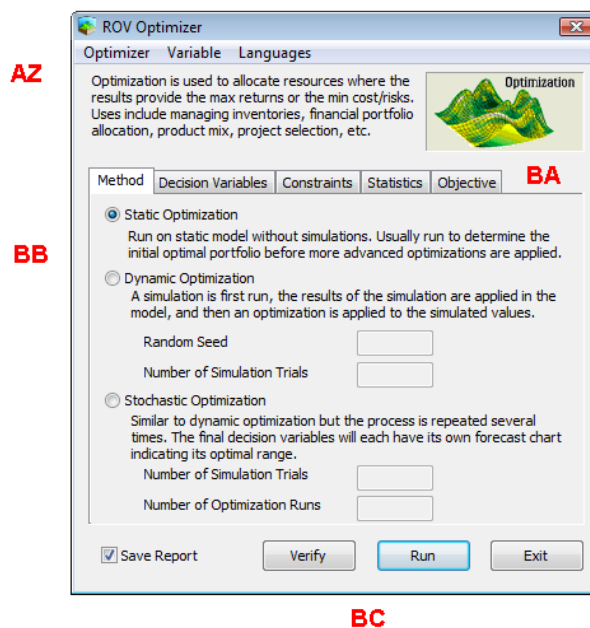 ROV Optimizer
Optimizer Variable Languages
AZ
Optimization is used to allocate resources where the
results provide the max returns or the min cost/risks.
Uses include managing inventories, financial portfolio
allocation, product mix, project selection, etc.
Optimization
BA
Method Decision Variables Constraints Statistics Objective
Static Optimization
Run on static model without simulations. Usually run to determine the
initial optimal portfolio before more advanced optimizations are applied.
BB
Dynamic Optimization
A simulation is first run, the results of the simulation are applied in the
model, and then an optimization is applied to the simulated values.
Random Seed
Number of Simulation Trials
Stochastic Optimization
Similar to dynamic optimization but the process is repeated several
times. The final decision variables will each have its own forecast chart
indicating its optimal range.
Number of Simulation Trials
Number of Optimization Runs
Save Report Verify Run Exit
BC